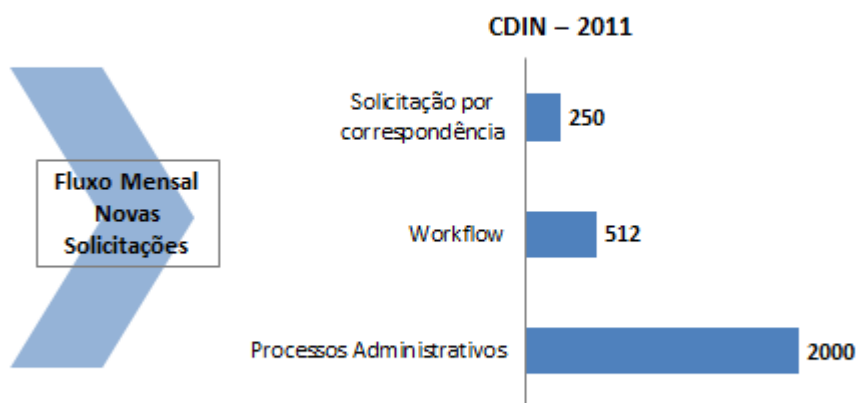 CDIN – 2011
Fluxo Mensal
Novas
Solicitações
Solicitação por
correspondência
250
Workflow
512
Processos Administrativos
2000